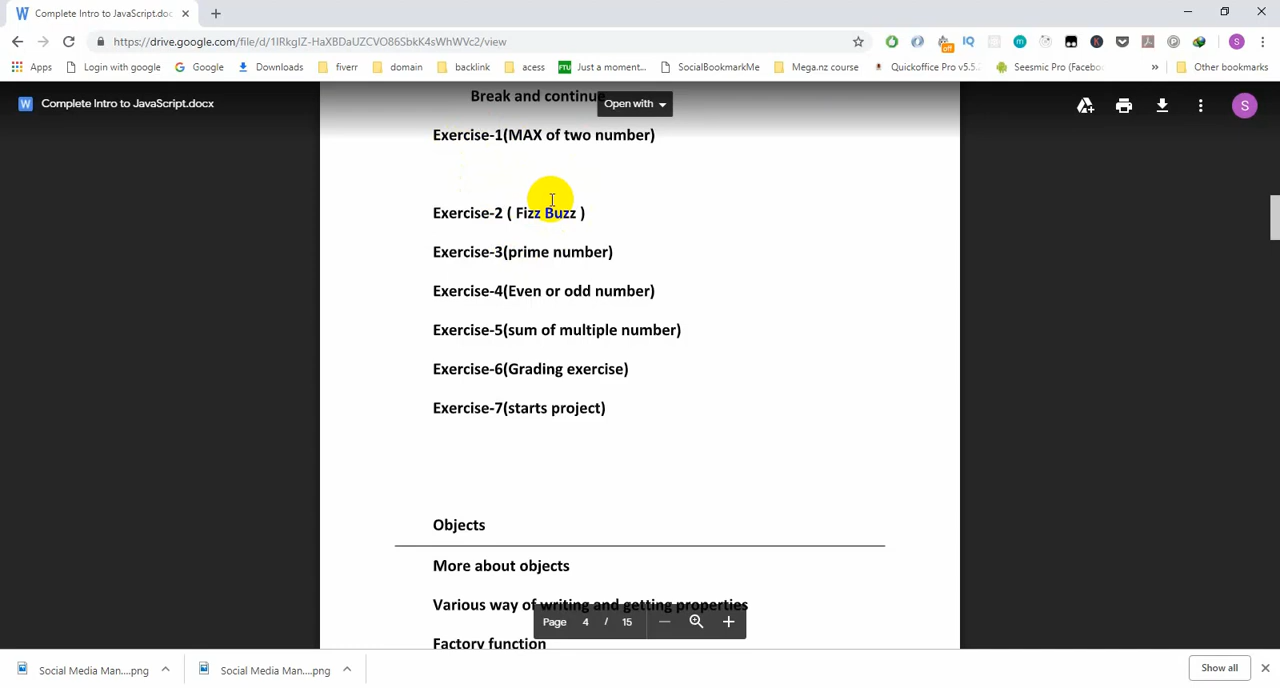 Complete Intro to JavaScript.doc
https://drive.google.com/file/d/1IRkgIZ-HaXBDaUZCVO86SbkK4sWhWVc2/view
Apps Login with google Google Downloads fiverr domain backlink acess Just a moment... SocialBookmarkMe Mega.nz course Quickoffice Pro v5.5.. Seesmic Pro (Facebo » Other bookmarks
Complete Intro to JavaScript.docx
Open with
S
Break and continue
Exercise-1(MAX of two number)
Exercise-2 ( Fizz Buzz )
Exercise-3(prime number)
Exercise-4(Even or odd number)
Exercise-5(sum of multiple number)
Exercise-6(Grading exercise)
Exercise-7(starts project)
Objects
More about objects
Various way of writing and getting properties
Page 4 / 15
Factory function
Social Media Man....png
Social Media Man....png
Show all